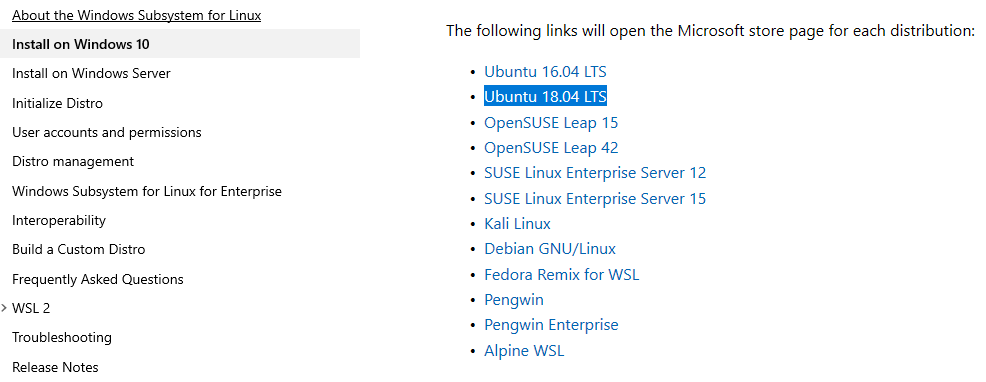 About the Windows Subsystem for Linux
Install on Windows 10
Install on Windows Server
Initialize Distro
User accounts and permissions
Distro management
Windows Subsystem for Linux for Enterprise
Interoperability
Build a Custom Distro
Frequently Asked Questions
WSL 2
Troubleshooting
Release Notes
The following links will open the Microsoft store page for each distribution:
Ubuntu 16.04 LTS
Ubuntu 18.04 LTS
OpenSUSE Leap 15
OpenSUSE Leap 42
SUSE Linux Enterprise Server 12
SUSE Linux Enterprise Server 15
Kali Linux
Debian GNU/Linux
Fedora Remix for WSL
Pengwin
Pengwin Enterprise
Alpine WSL